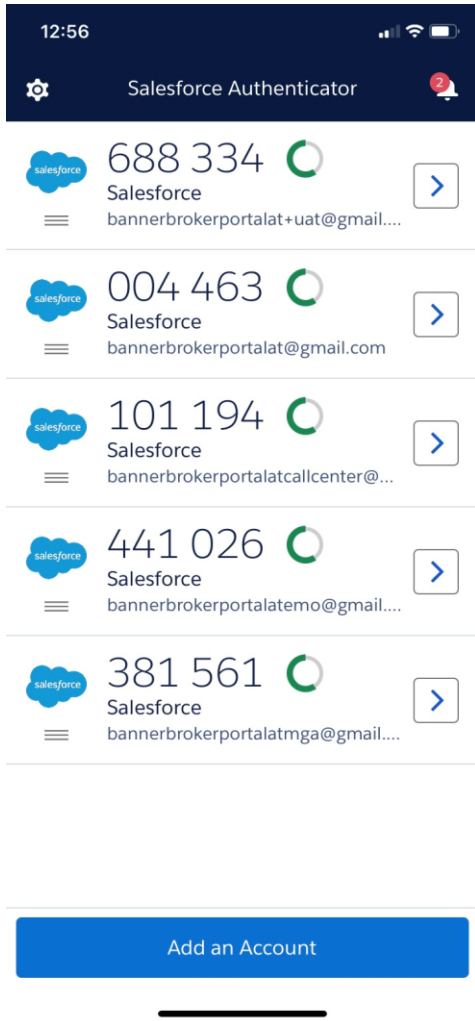 12:56
Salesforce Authenticator
2
688 334
salesforce
Salesforce
bannerbrokerportalat+uat@gmail....
004 463
salesforce
Salesforce
bannerbrokerportalat@gmail.com
101 194
salesforce
Salesforce
bannerbrokerportalatcallcenter@...
441 026
salesforce
Salesforce
bannerbrokerportalatemo@gmail....
381 561
salesforce
Salesforce
bannerbrokerportalatmga@gmail....
Add an Account